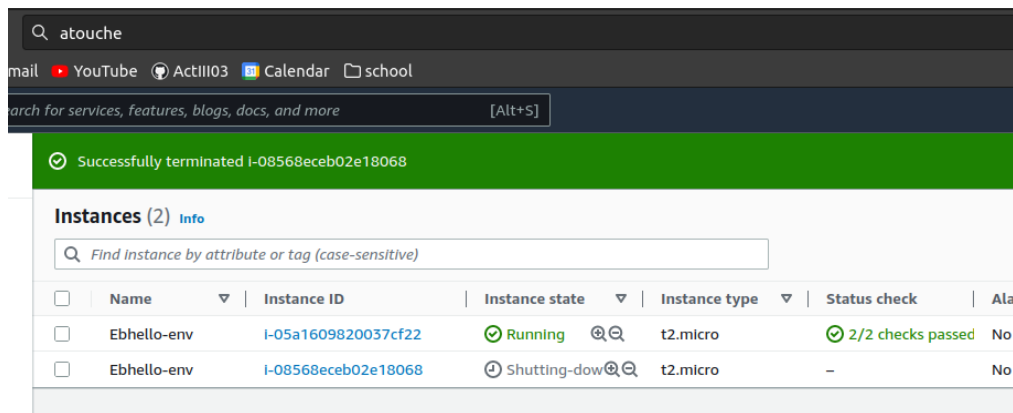 atouche
mail YouTube ActIII03 31 Calendar school
earch for services, features, blogs, docs, and more [Alt+S]
Successfully terminated i-08568eceb02e18068
Instances (2) Info
Find instance by attribute or tag (case-sensitive)
Name Instance ID Instance state Instance type Status check Ala
Ebhello-env i-05a1609820037cf22 Running t2.micro 2/2 checks passed No
Ebhello-env i-08568eceb02e18068 Shutting-dow t2.micro – No